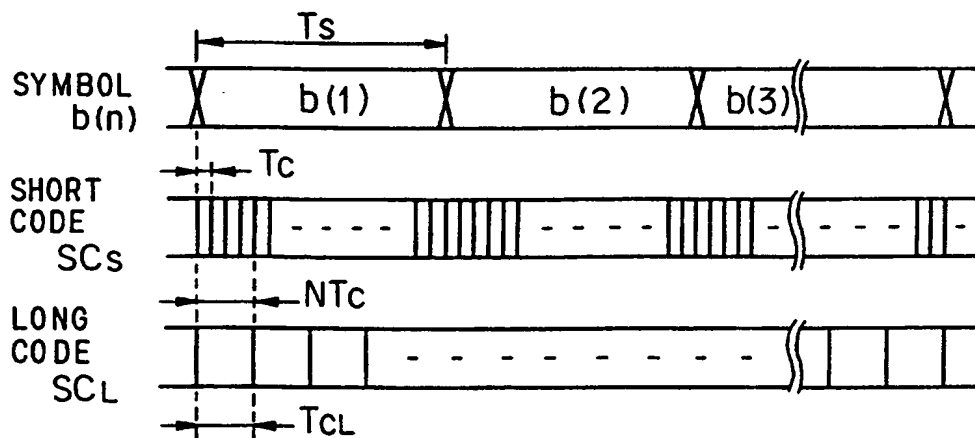 Ts
SYMBOL
b(n)
b(1)
b(2)
b(3)
Tc
SHORT
CODE
SCs
NTc
LONG
CODE
SCL
TCL